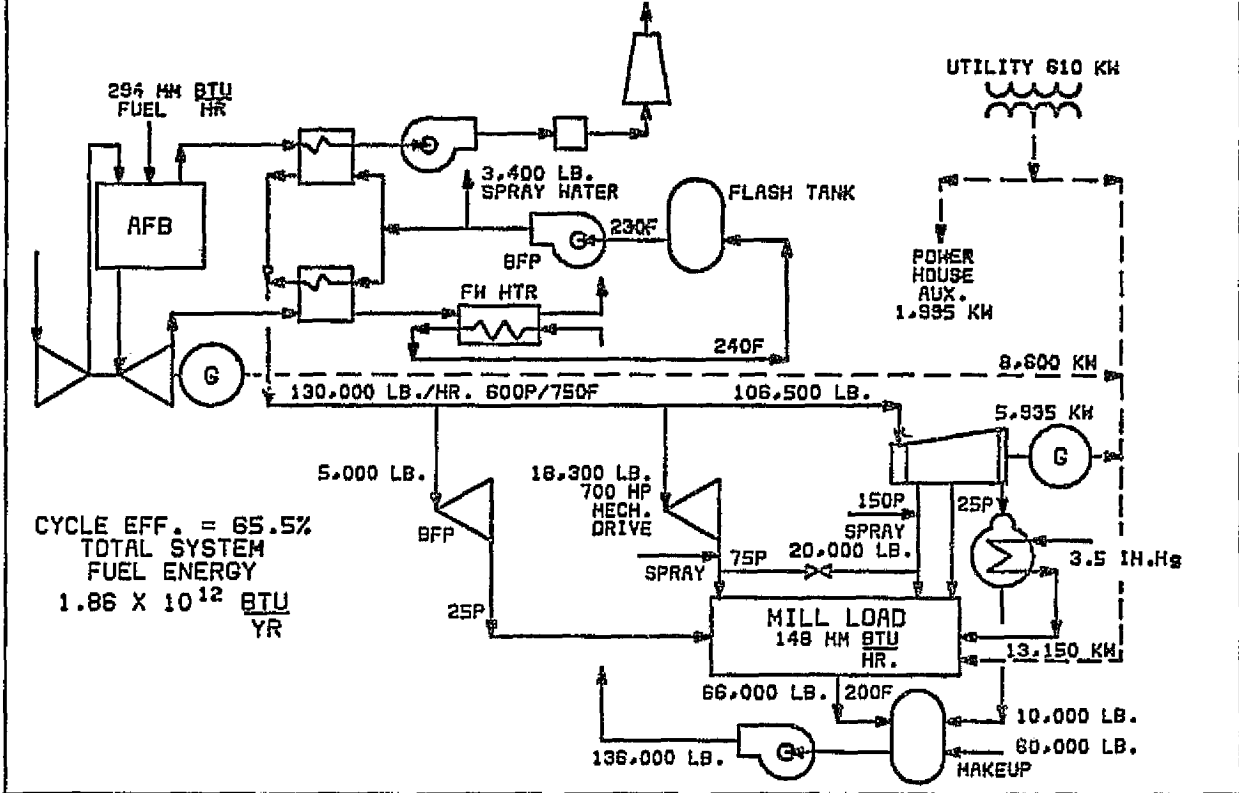 UTILITY 610 KW
294 MM BTU
FUEL HR
3,400 LB.
SPRAY WATER
FLASH TANK
AFB
230F
BFP
POWER
HOUSE
AUX.
1,995 KW
FW HTR
240F
G
8,600 KW
130,000 LB./HR. 600P/750F
106,500 LB.
5,935 KW
G
5,000 LB.
18,300 LB.
700 HP
MECH.
DRIVE
150P
25P
SPRAY
BFP
CYCLE EFF. = 65.5%
TOTAL SYSTEM
FUEL ENERGY
1.86 X 10^12 BTU
YR
SPRAY
75P
20,000 LB.
3.5 IN.Hg
25P
MILL LOAD
148 MM BTU
HR.
13,150 KW
66,000 LB.
200F
10,000 LB.
136,000 LB.
60,000 LB.
MAKEUP